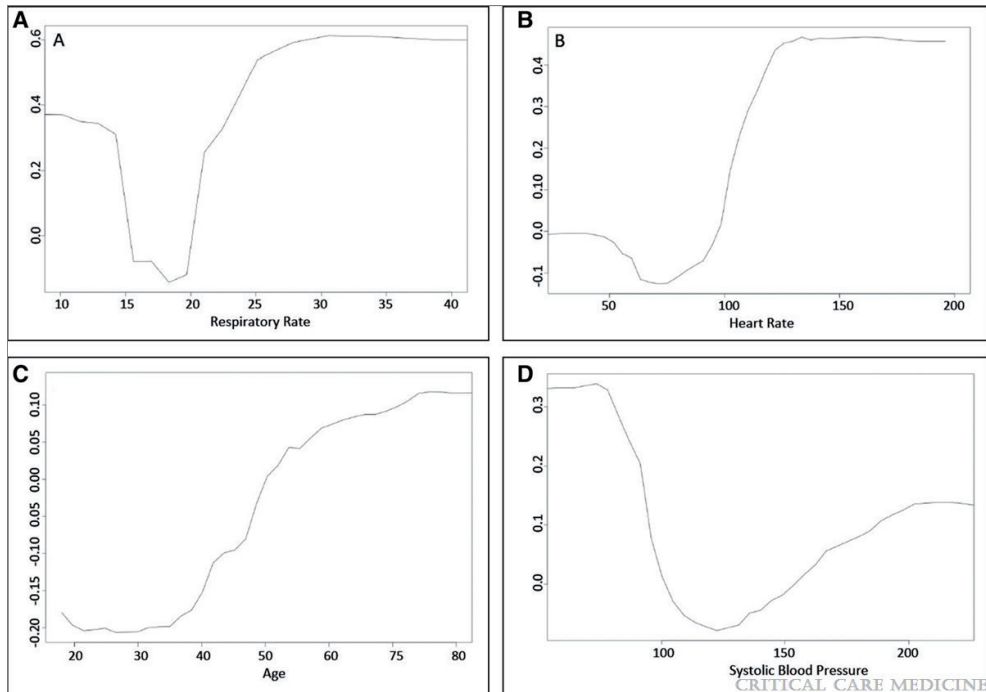 A
A
0.6
0.4
0.2
0.0
10 15 20 25 30 35 40
Respiratory Rate
B
B
0.4
0.3
0.2
0.10
0.0
-0.1
50 100 150 200
Heart Rate
C
0.10
0.05
0.00
0.05
-0.10
-0.15
-0.20
20 30 40 50 60 75 80
Age
D
0.3
0.2
0.1
0.0
100 150 200
Systolic Blood Pressure
CRITICAL CARE MEDICINE